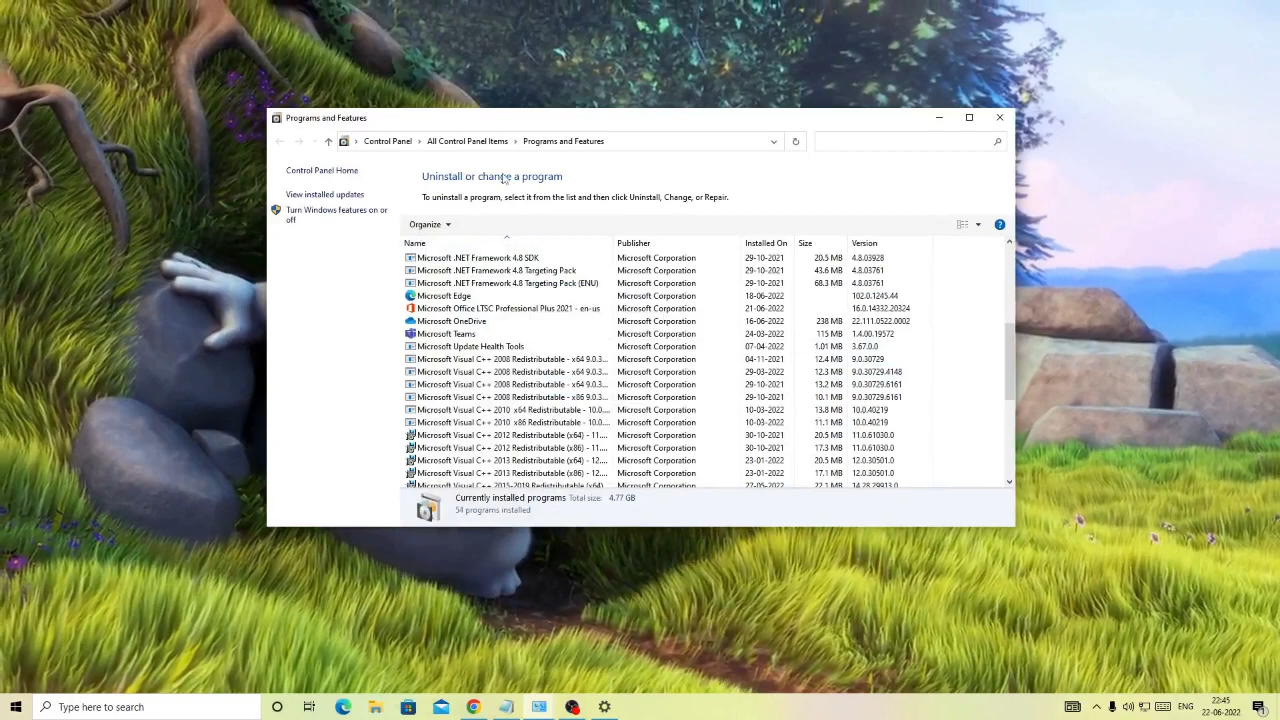 Programs and Features
Control Panel > All Control Panel Items > Programs and Features
Control Panel Home
View installed updates
Turn Windows features on or
off
Uninstall or change a program
To uninstall a program, select it from the list and then click Uninstall, Change, or Repair.
Organize
Name Publisher Installed On Size Version
Microsoft .NET Framework 4.8 SDK Microsoft Corporation 29-10-2021 20.5 MB 4.8.03928
Microsoft .NET Framework 4.8 Targeting Pack Microsoft Corporation 29-10-2021 43.6 MB 4.8.03761
Microsoft .NET Framework 4.8 Targeting Pack (ENU) Microsoft Corporation 29-10-2021 68.3 MB 4.8.03761
Microsoft Edge Microsoft Corporation 18-06-2022 102.0.1245.44
Microsoft Office LTSC Professional Plus 2021 - en-us Microsoft Corporation 21-06-2022 16.0.14332.20324
Microsoft OneDrive Microsoft Corporation 16-06-2022 238 MB 22.111.0522.0002
Microsoft Teams Microsoft Corporation 24-03-2022 115 MB 1.4.00.19572
Microsoft Update Health Tools Microsoft Corporation 07-04-2022 1.01 MB 3.67.0.0
Microsoft Visual C++ 2008 Redistributable - x64 9.0.3... Microsoft Corporation 04-11-2021 12.4 MB 9.0.30729
Microsoft Visual C++ 2008 Redistributable - x64 9.0.3... Microsoft Corporation 29-03-2022 12.3 MB 9.0.30729.4148
Microsoft Visual C++ 2008 Redistributable - x64 9.0.3... Microsoft Corporation 29-10-2021 13.2 MB 9.0.30729.6161
Microsoft Visual C++ 2008 Redistributable - x86 9.0.3... Microsoft Corporation 29-10-2021 10.1 MB 9.0.30729.6161
Microsoft Visual C++ 2010 x64 Redistributable - 10.0.... Microsoft Corporation 10-03-2022 13.8 MB 10.0.40219
Microsoft Visual C++ 2010 x86 Redistributable - 10.0.... Microsoft Corporation 10-03-2022 11.1 MB 10.0.40219
Microsoft Visual C++ 2012 Redistributable (x64) - 11.... Microsoft Corporation 30-10-2021 20.5 MB 11.0.61030.0
Microsoft Visual C++ 2012 Redistributable (x86) - 11.... Microsoft Corporation 30-10-2021 17.3 MB 11.0.61030.0
Microsoft Visual C++ 2013 Redistributable (x64) - 12.... Microsoft Corporation 23-01-2022 20.5 MB 12.0.30501.0
Microsoft Visual C++ 2013 Redistributable (x86) - 12.... Microsoft Corporation 23-01-2022 17.1 MB 12.0.30501.0
Microsoft Visual C++ 2015-2019 Redistributable (x64) Microsoft Corporation 27-05-2022 22.1 MB 14.28.29913.0
Currently installed programs Total size: 4.77 GB
54 programs installed
Type here to search
ENG
22:45
22-06-2022